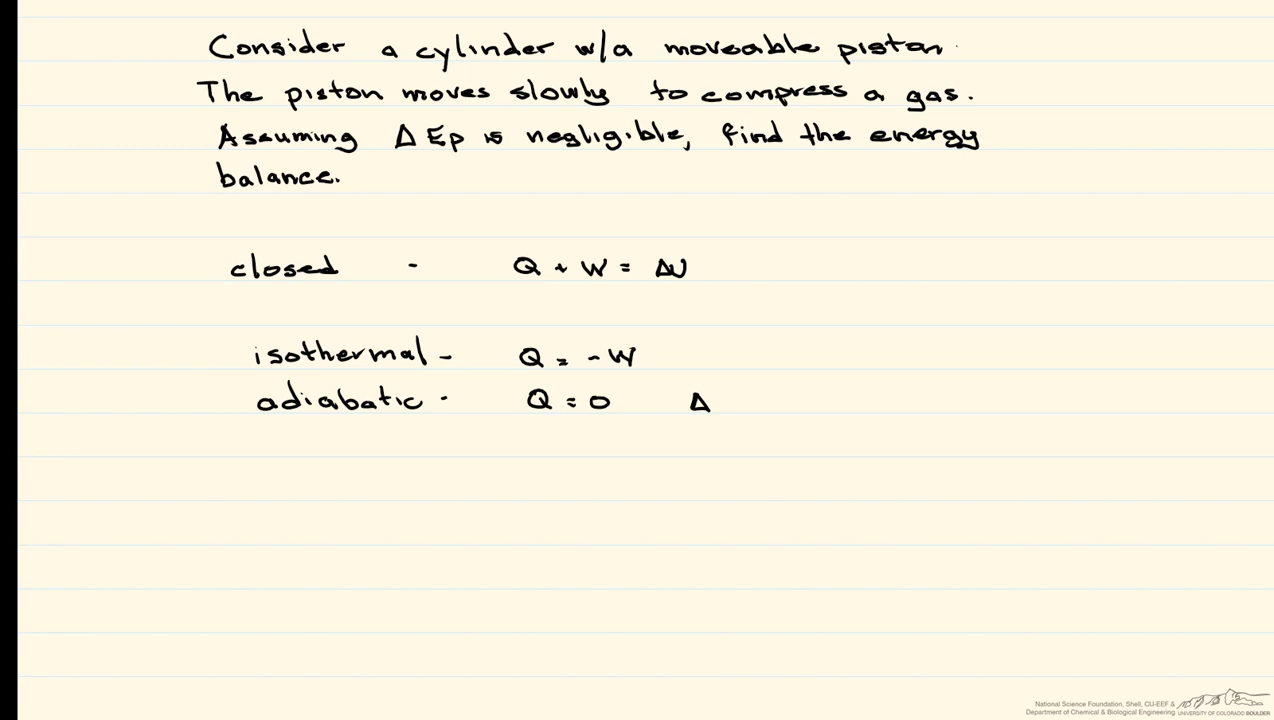 Consider a cylinder w/a moveable piston.
The piston moves slowly to compress a gas.
Assuming Δ Ep is negligible, find the energy
balance.
closed - Q + W = ΔU
isothermal - Q = -W
adiabatic - Q = 0 Δ
National Science Foundation, Shell, CU-EEF &
Department of Chemical & Biological Engineering UNIVERSITY OF COLORADO BOULDER